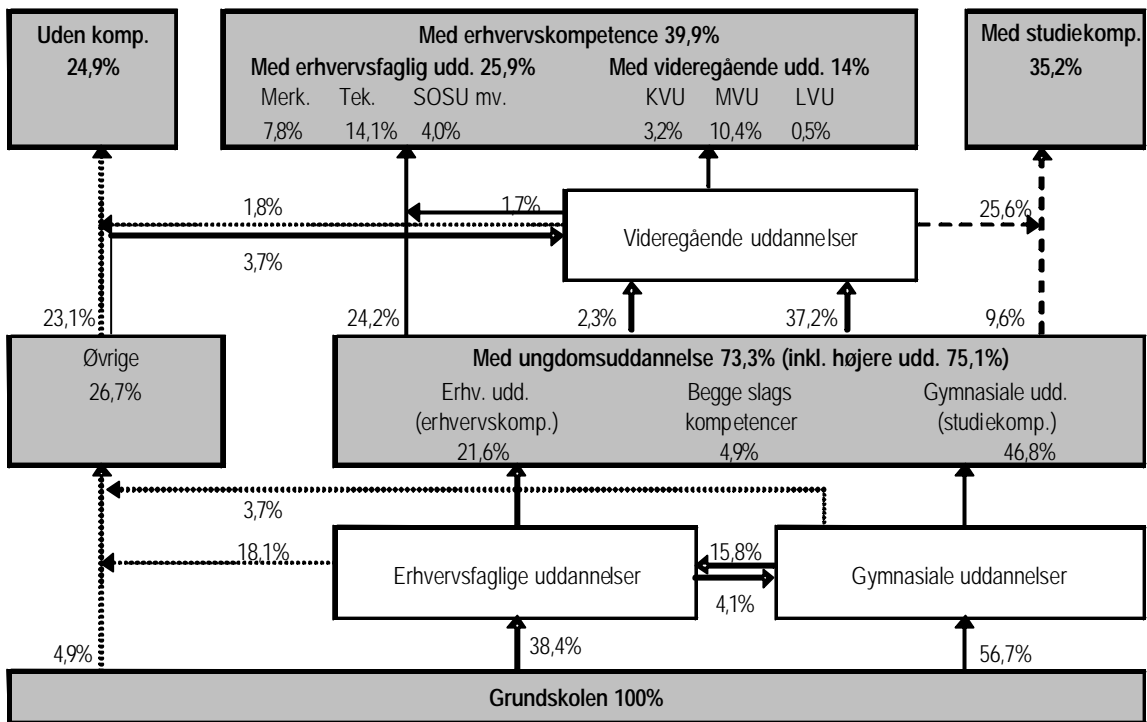 Uden komp.
24,9%
Med erhvervskompetence 39,9%
Med erhvervsfaglig udd. 25,9%
Med videregående udd. 14%
Merk. Tek. SOSU mv.
7,8% 14,1% 4,0%
KVU MVU LVU
3,2% 10,4% 0,5%
Med studiekomp.
35,2%
1,8%
1,7%
25,6%
Videregående uddannelser
3,7%
23,1%
24,2%
2,3%
37,2%
9,6%
Øvrige
26,7%
Med ungdomsuddannelse 73,3% (inkl. højere udd. 75,1%)
Erhv. udd.
(erhvervskomp.)
21,6%
Begge slags
kompetencer
4,9%
Gymnasiale udd.
(studiekomp.)
46,8%
3,7%
18,1%
Erhvervsfaglige uddannelser
15,8%
4,1%
Gymnasiale uddannelser
4,9%
38,4%
56,7%
Grundskolen 100%